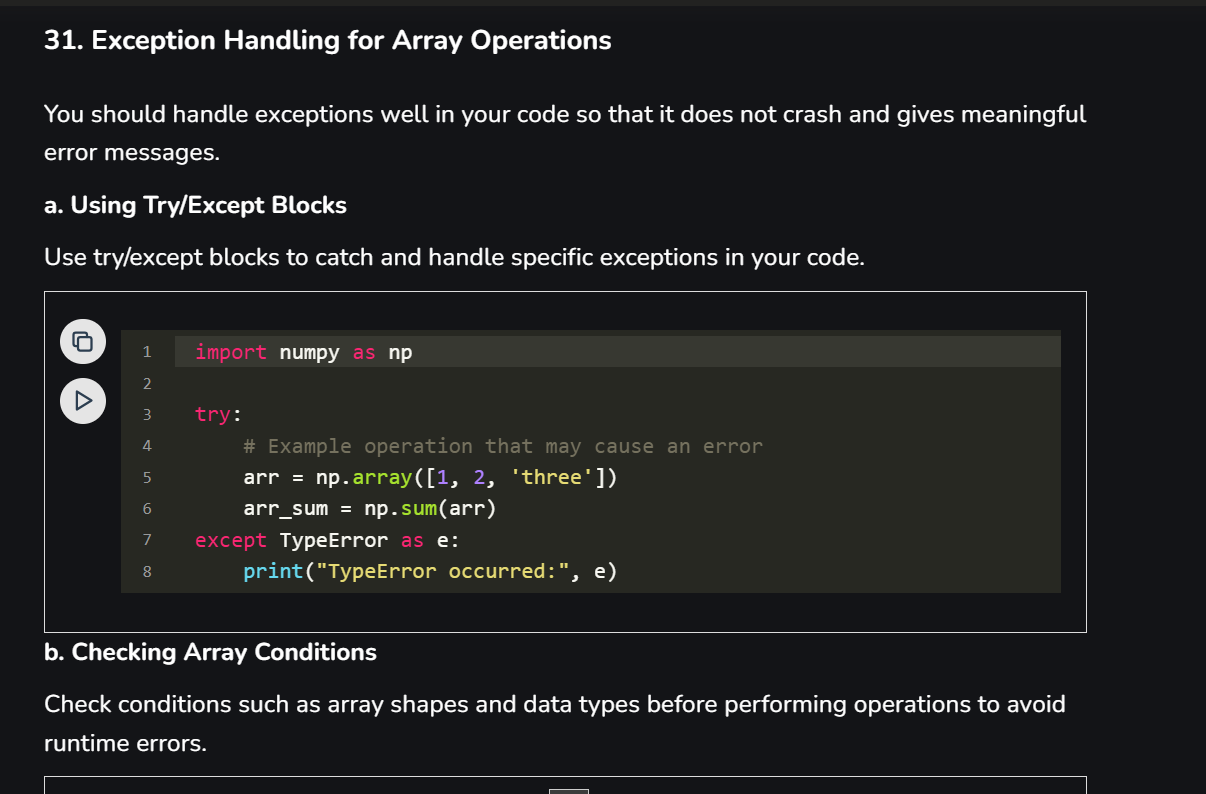 31. Exception Handling for Array Operations
You should handle exceptions well in your code so that it does not crash and gives meaningful
error messages.
a. Using Try/Except Blocks
Use try/except blocks to catch and handle specific exceptions in your code.
1 import numpy as np
2
3 try:
4     # Example operation that may cause an error
5     arr = np.array([1, 2, 'three'])
6     arr_sum = np.sum(arr)
7 except TypeError as e:
8     print("TypeError occurred:", e)
b. Checking Array Conditions
Check conditions such as array shapes and data types before performing operations to avoid
runtime errors.